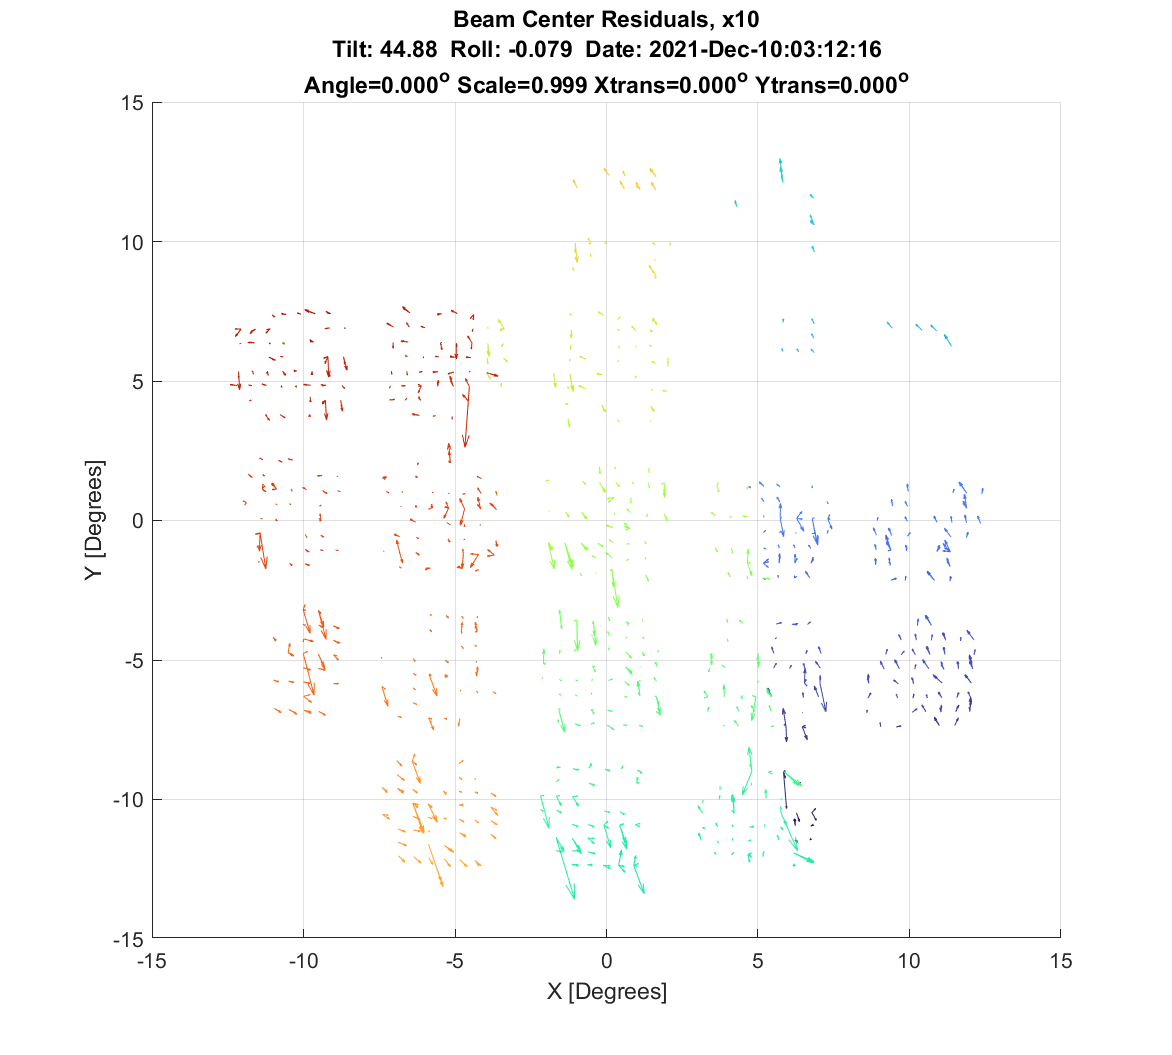 Beam Center Residuals, x10
Tilt: 44.88 Roll: -0.079 Date: 2021-Dec-10:03:12:16
Angle=0.000° Scale=0.999 Xtrans=0.000° Ytrans=0.000°
15
10
5
0
-5
-10
-15
Y [Degrees]
-15 -10 -5 0 5 10 15
X [Degrees]